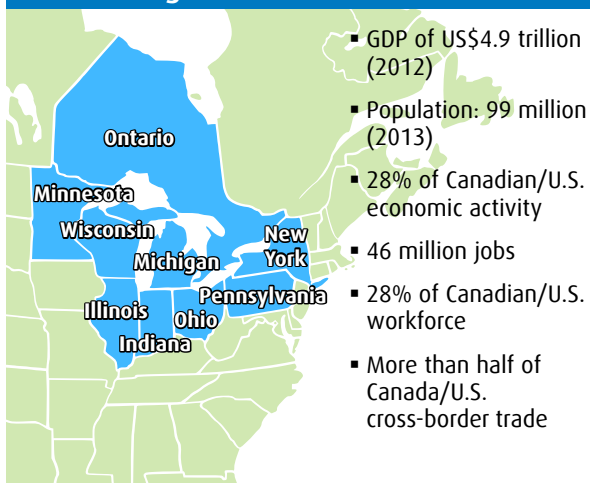 Ontario
Minnesota
Wisconsin
Michigan
New
York
Pennsylvania
Illinois
Ohio
Indiana
▪ GDP of US$4.9 trillion
(2012)
▪ Population: 99 million
(2013)
▪ 28% of Canadian/U.S.
economic activity
▪ 46 million jobs
▪ 28% of Canadian/U.S.
workforce
▪ More than half of
Canada/U.S.
cross-border trade